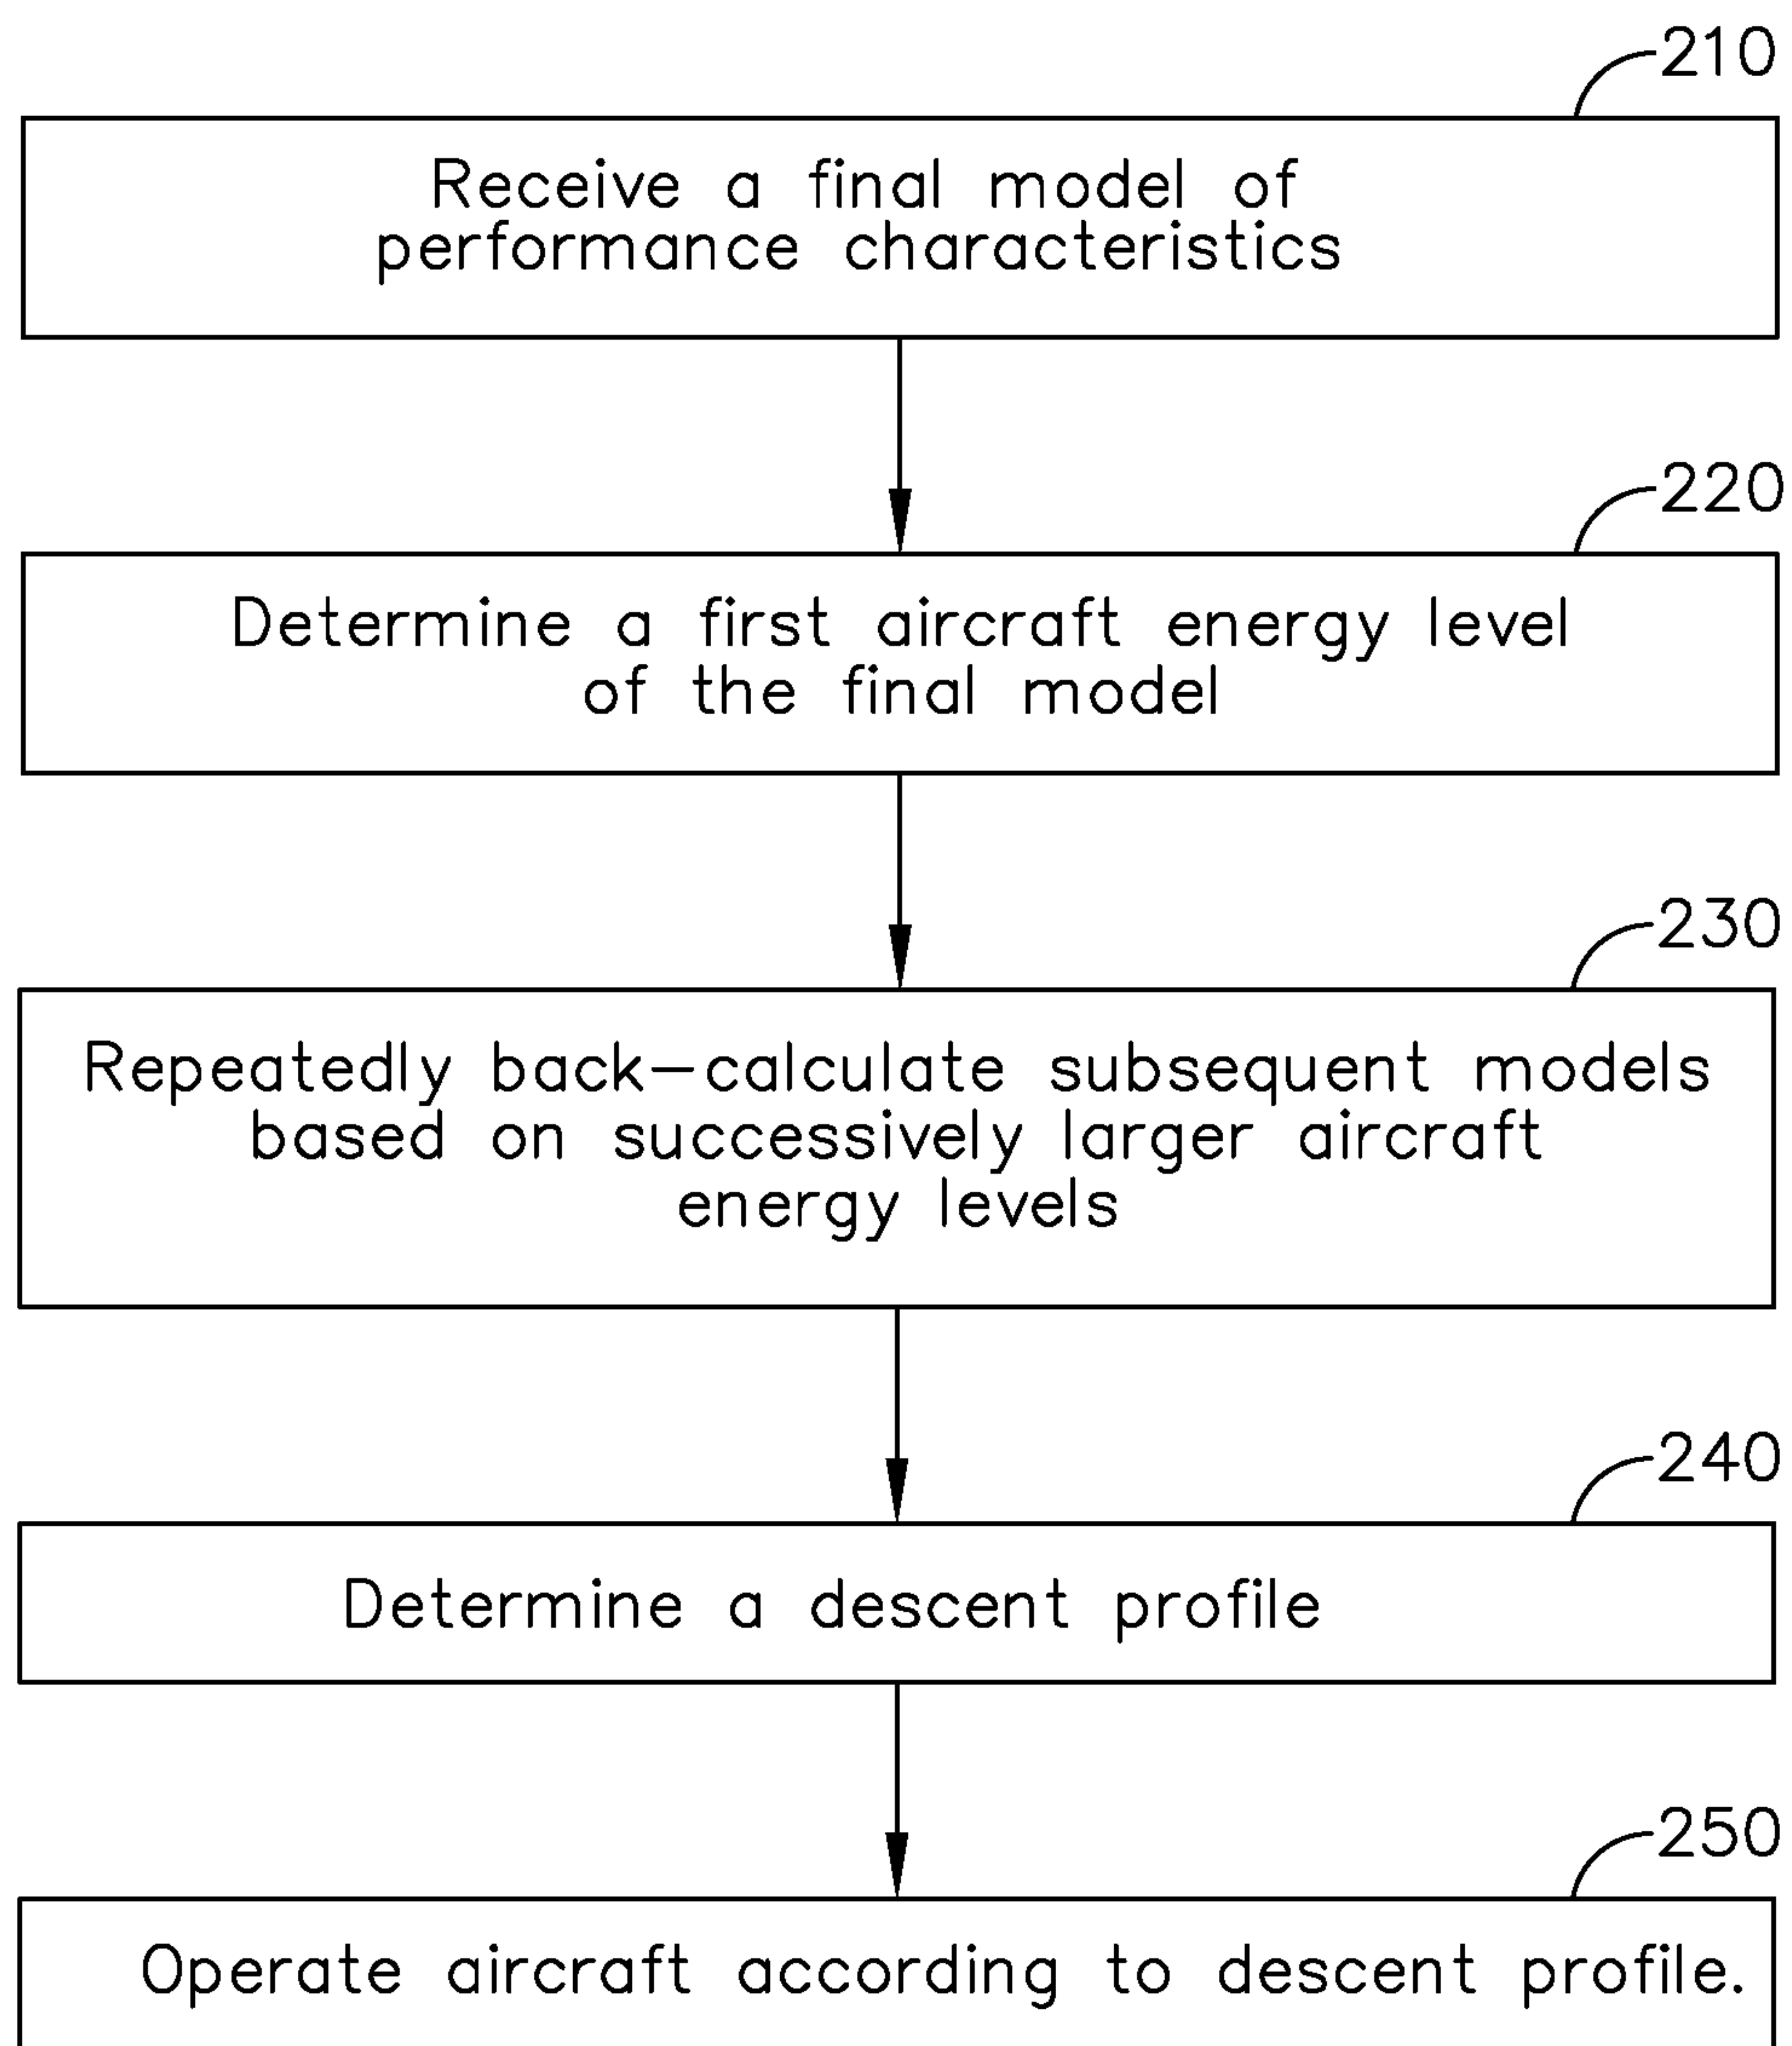 210
Receive a final model of
performance characteristics
220
Determine a first aircraft energy level
of the final model
230
Repeatedly back-calculate subsequent models
based on successively larger aircraft
energy levels
240
Determine a descent profile
250
Operate aircraft according to descent profile.